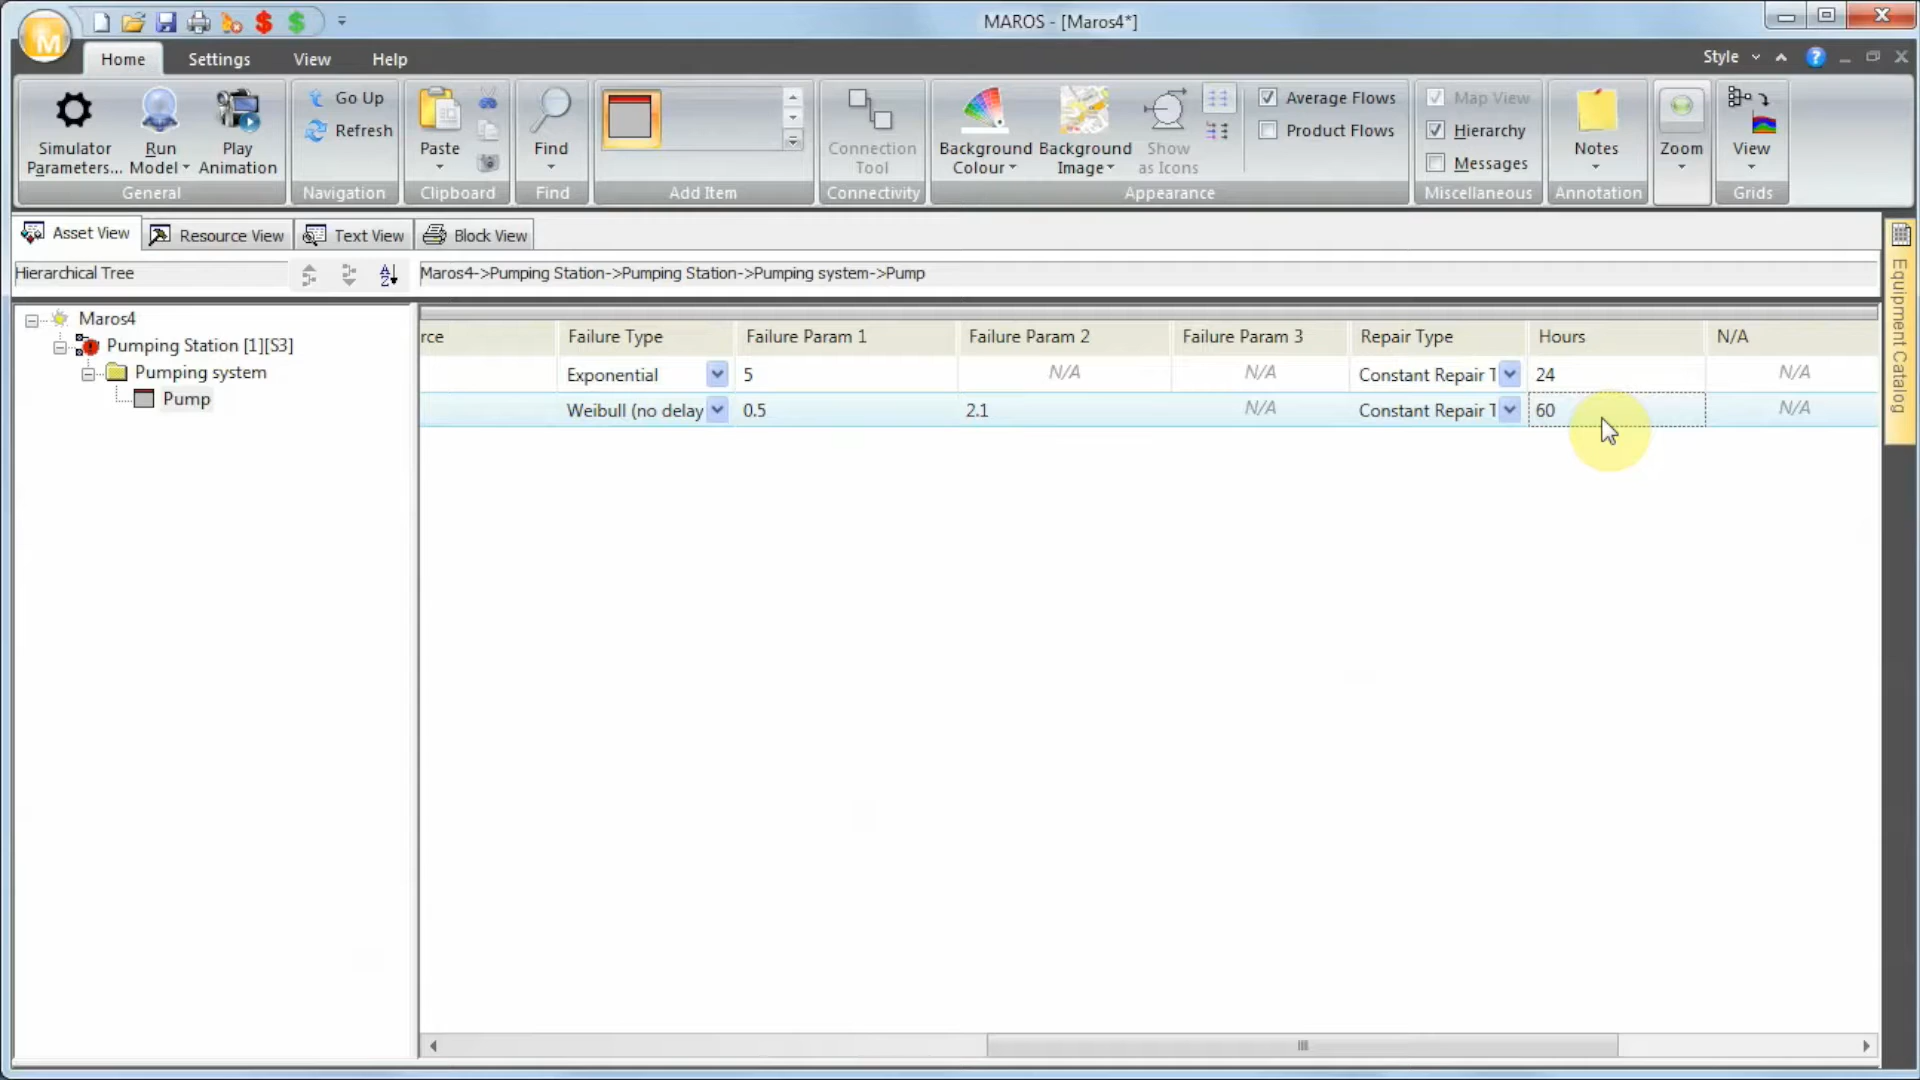 MAROS - [Maros4*]
M
Home
Settings
View
Help
Style
Simulator
Parameters...
Run
Model
Play
Animation
General
Go Up
Refresh
Navigation
Paste
Clipboard
Find
Find
Add Item
Connection
Tool
Connectivity
Background
Colour
Background
Image
Show
as Icons
Average Flows
Product Flows
Appearance
Map View
Hierarchy
Messages
Miscellaneous
Notes
Annotation
Zoom
View
Grids
Asset View
Resource View
Text View
Block View
Hierarchical Tree
Maros4->Pumping Station->Pumping Station->Pumping system->Pump
Equipment Catalog
Maros4
Pumping Station [1][S3]
Pumping system
Pump
rce Failure Type Failure Param 1 Failure Param 2 Failure Param 3 Repair Type Hours N/A
Exponential 5 N/A N/A Constant Repair T 24 N/A
Weibull (no delay 0.5 2.1 N/A Constant Repair T 60 N/A